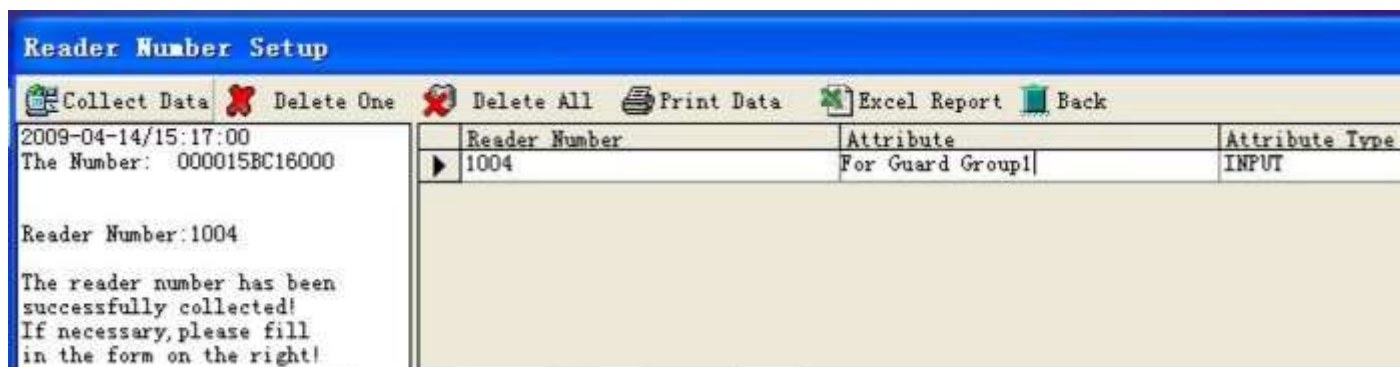 Reader Number Setup
Collect Data Delete One Delete All Print Data Excel Report Back
2009-04-14/15:17:00
The Number: 000015BC16000
Reader Number:1004
The reader number has been
successfully collected!
If necessary,please fill
in the form on the right!
Reader Number Attribute Attribute Type
1004 For Guard Group1 INPUT